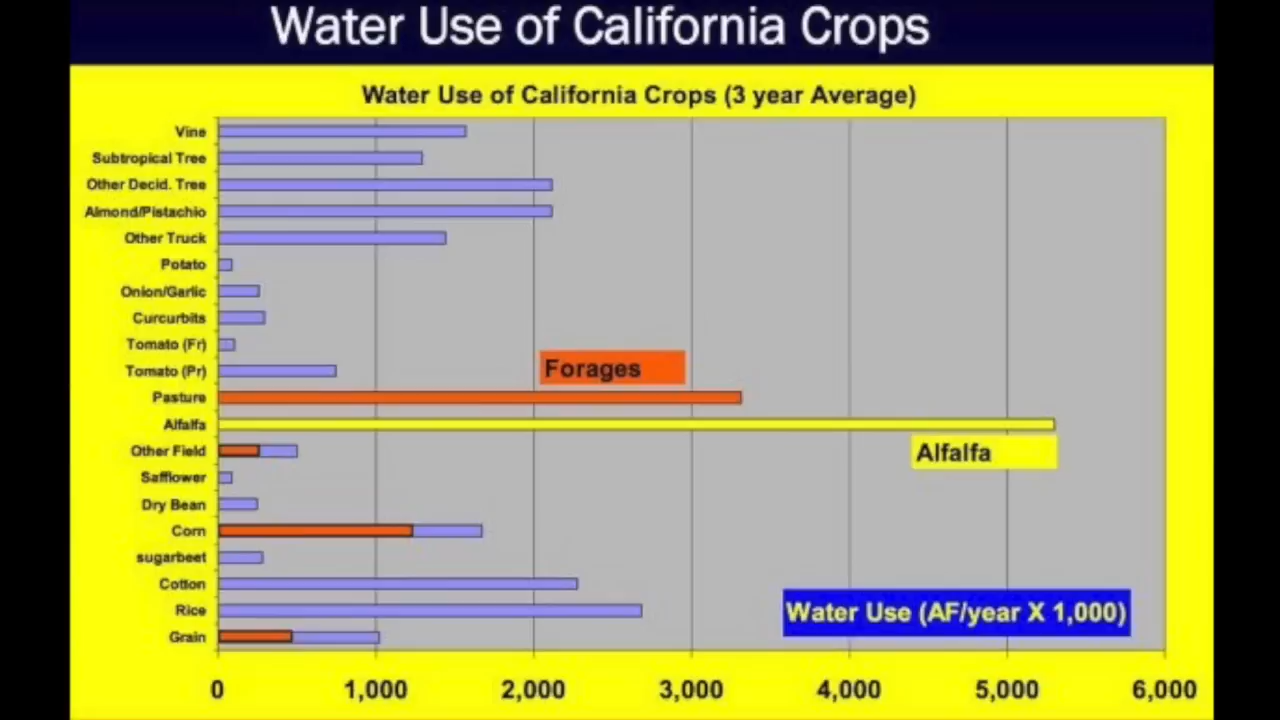 Water Use of California Crops
Water Use of California Crops (3 year Average)
Vine
Subtropical Tree
Other Decid. Tree
Almond/Pistachio
Other Truck
Potato
Onion/Garlic
Curcurbits
Tomato (Fr)
Tomato (Pr)
Forages
Pasture
Alfalfa
Other Field
Alfalfa
Safflower
Dry Bean
Corn
sugarbeet
Cotton
Rice
Water Use (AF/year X 1,000)
Grain
0 1,000 2,000 3,000 4,000 5,000 6,000